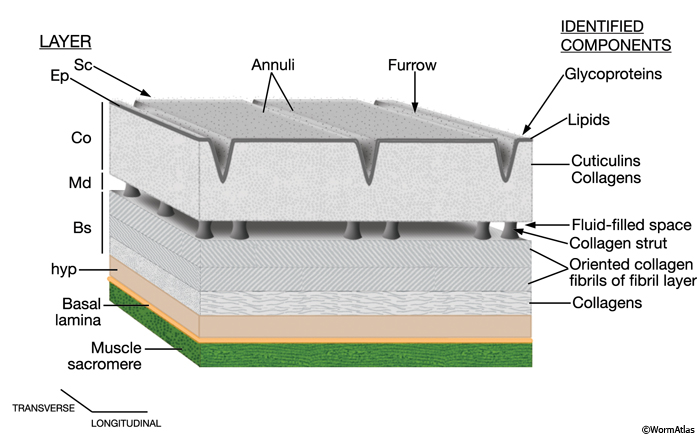 LAYER
IDENTIFIED
COMPONENTS
Sc
Ep
Annuli
Furrow
Glycoproteins
Lipids
Co
Cuticulins
Collagens
Md
Bs
Fluid-filled space
Collagen strut
Oriented collagen
fibrils of fibril layer
hyp
Collagens
Basal
lamina
Muscle
sacromere
TRANSVERSE
LONGITUDINAL
©WormAtlas